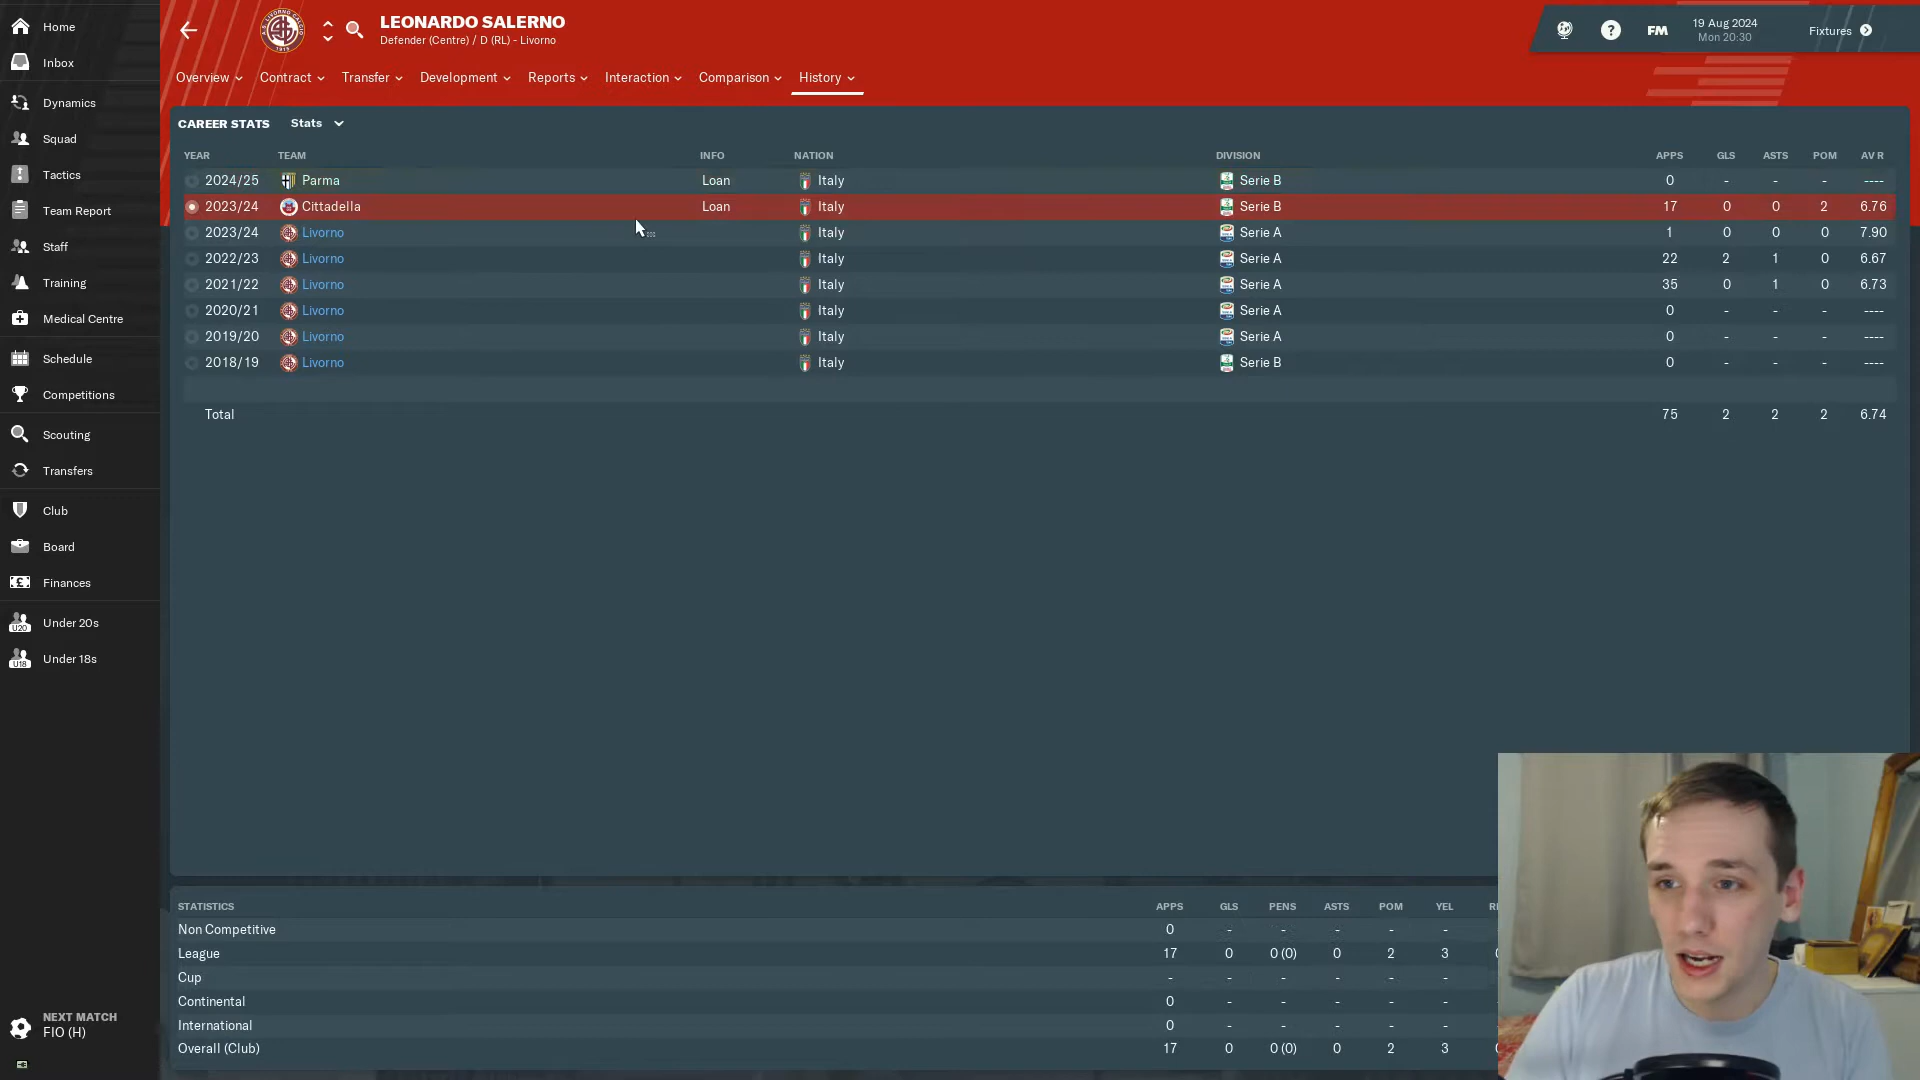 Home
Inbox
Dynamics
Squad
Tactics
Team Report
Staff
Training
Medical Centre
Schedule
Competitions
Scouting
Transfers
Club
Board
Finances
U20 Under 20s
U18 Under 18s
NEXT MATCH
FIO (H)
LEONARDO SALERNO
Defender (Centre) / D (RL) - Livorno
? FM 19 Aug 2024 Fixtures
Mon 20:30
Overview Contract Transfer Development Reports Interaction Comparison History
CAREER STATS Stats
YEAR TEAM INFO NATION DIVISION APPS GLS ASTS POM AV R
2024/25 Parma Loan Italy Serie B 0 - - - ----
2023/24 Cittadella Loan Italy Serie B 17 0 0 2 6.76
2023/24 Livorno Italy Serie A 1 0 0 0 7.90
2022/23 Livorno Italy Serie A 22 2 1 0 6.67
2021/22 Livorno Italy Serie A 35 0 1 0 6.73
2020/21 Livorno Italy Serie A 0 - - - ----
2019/20 Livorno Italy Serie A 0 - - - ----
2018/19 Livorno Italy Serie B 0 - - - ----
Total 75 2 2 2 6.74
STATISTICS APPS GLS PENS ASTS POM YEL
Non Competitive 0 - - - - -
League 17 0 0 (0) 0 2 3
Cup - - - - - -
Continental 0 - - - - -
International 0 - - - - -
Overall (Club) 17 0 0 (0) 0 2 3